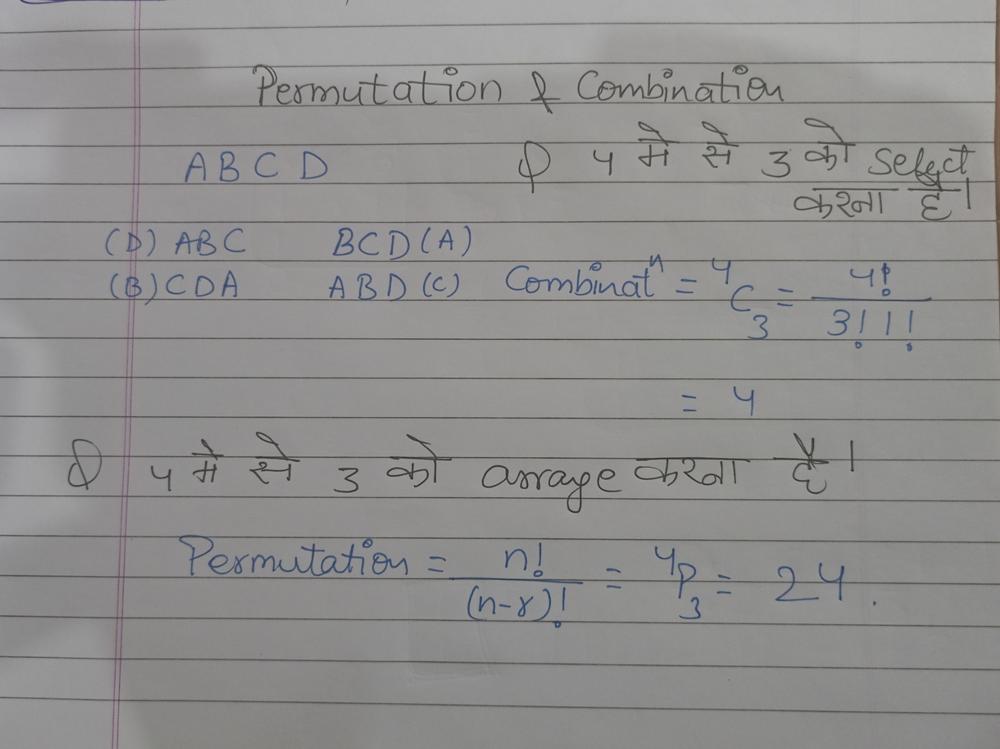 Permutation & Combination
A B C D
Q 4 मे से 3 को select
करना है।
(D) ABC BCD (A)
(B) CDA ABD (C) Combinatⁿ = ⁴C₃ = 4! / 3! 1!
= 4
Q 4 मे से 3 को arrage करना है।
Permutation = n! / (n-r)! = ⁴P₃ = 24.